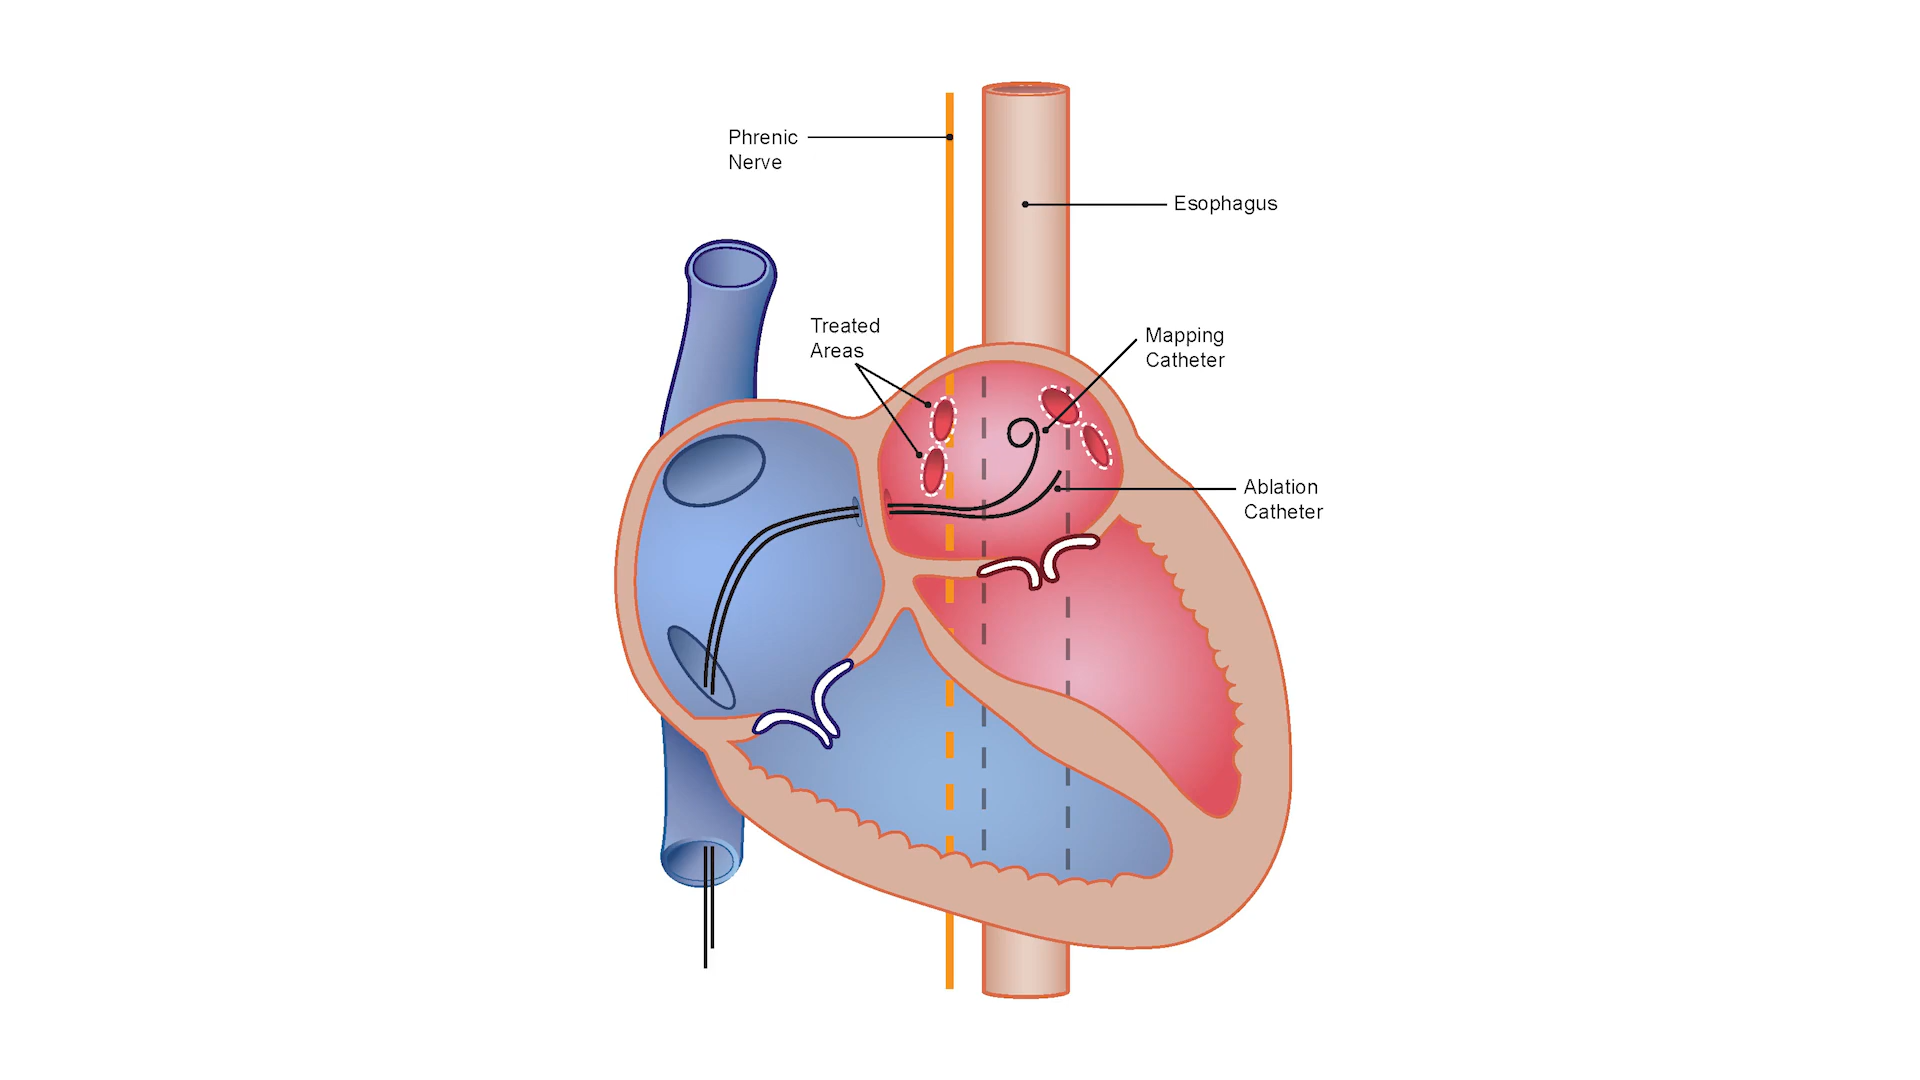 Phrenic
Nerve
Esophagus
Treated
Areas
Mapping
Catheter
Ablation
Catheter